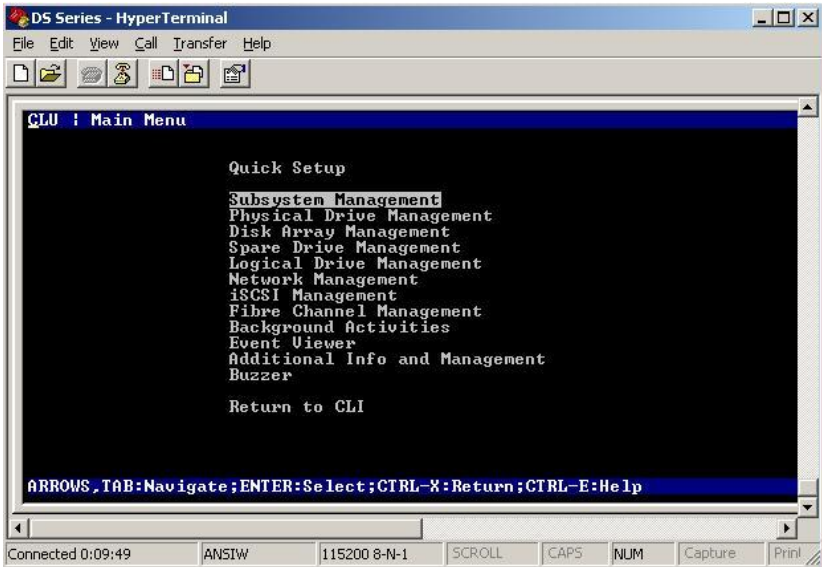 DS Series - HyperTerminal
File Edit View Call Transfer Help
CLU | Main Menu
Quick Setup
Subsystem Management
Physical Drive Management
Disk Array Management
Spare Drive Management
Logical Drive Management
Network Management
iSCSI Management
Fibre Channel Management
Background Activities
Event Viewer
Additional Info and Management
Buzzer
Return to CLI
ARROWS,TAB:Navigate;ENTER:Select;CTRL-X:Return;CTRL-E:Help
Connected 0:09:49 ANSIW 115200 8-N-1 SCROLL CAPS NUM Capture Print